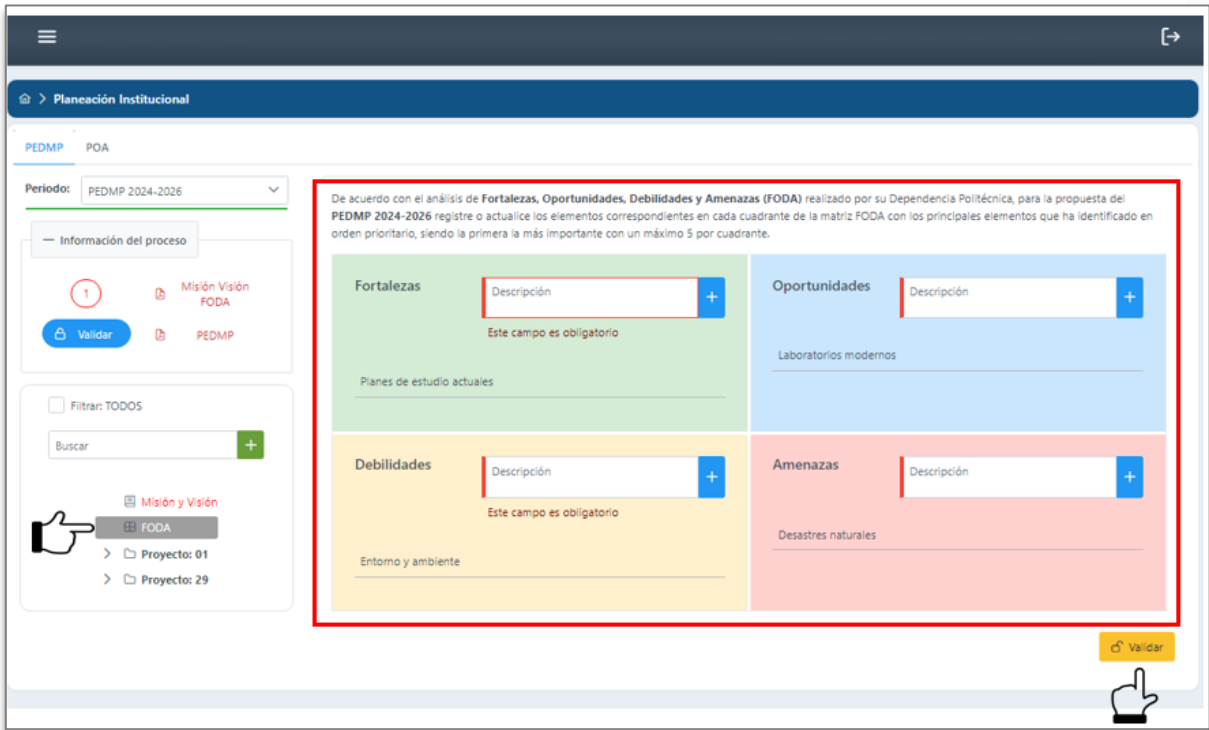 Planeación Institucional
PEDMP POA
Periodo: PEDMP 2024-2026
Información del proceso
1
Misión Visión
FODA
Validar
PEDMP
Filtrar: TODOS
Buscar
+
Misión y Visión
FODA
Proyecto: 01
Proyecto: 29
De acuerdo con el análisis de Fortalezas, Oportunidades, Debilidades y Amenazas (FODA) realizado por su Dependencia Politécnica, para la propuesta del
PEDMP 2024-2026 registre o actualice los elementos correspondientes en cada cuadrante de la matriz FODA con los principales elementos que ha identificado en
orden prioritario, siendo la primera la más importante con un máximo 5 por cuadrante.
Fortalezas
Descripción
+
Este campo es obligatorio
Planes de estudio actuales
Oportunidades
Descripción
+
Laboratorios modernos
Debilidades
Descripción
+
Este campo es obligatorio
Entorno y ambiente
Amenazas
Descripción
+
Desastres naturales
Validar